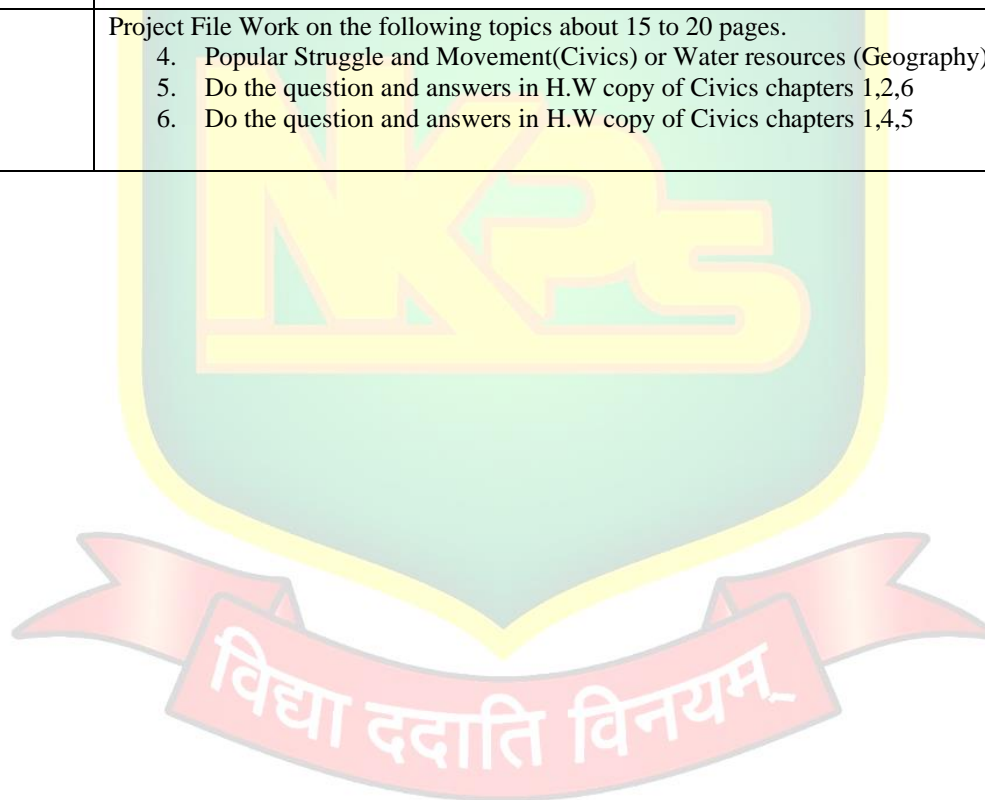 Project File Work on the following topics about 15 to 20 pages.
4. Popular Struggle and Movement(Civics) or Water resources (Geography)
5. Do the question and answers in H.W copy of Civics chapters 1,2,6
6. Do the question and answers in H.W copy of Civics chapters 1,4,5
NKPS
विद्या ददाति विनयम्